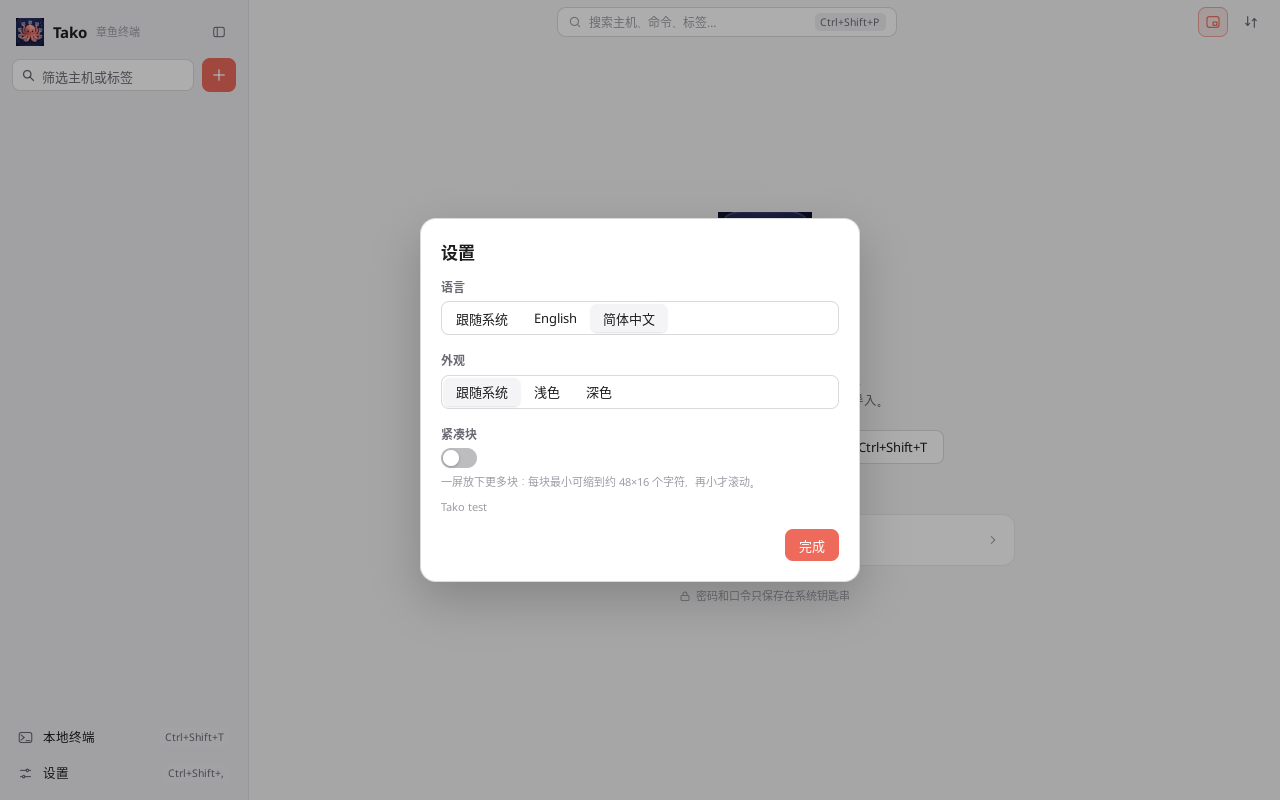 Tako 章鱼终端
搜索主机、命令、标签... Ctrl+Shift+P
筛选主机或标签
设置
语言
跟随系统 English 简体中文
外观
跟随系统 浅色 深色
导入。
紧凑块
Ctrl+Shift+T
一屏放下更多块：每块最小可缩到约 48×16 个字符，再小才滚动。
Tako test
完成
密码和口令只保存在系统钥匙串
本地终端 Ctrl+Shift+T
设置 Ctrl+Shift+,